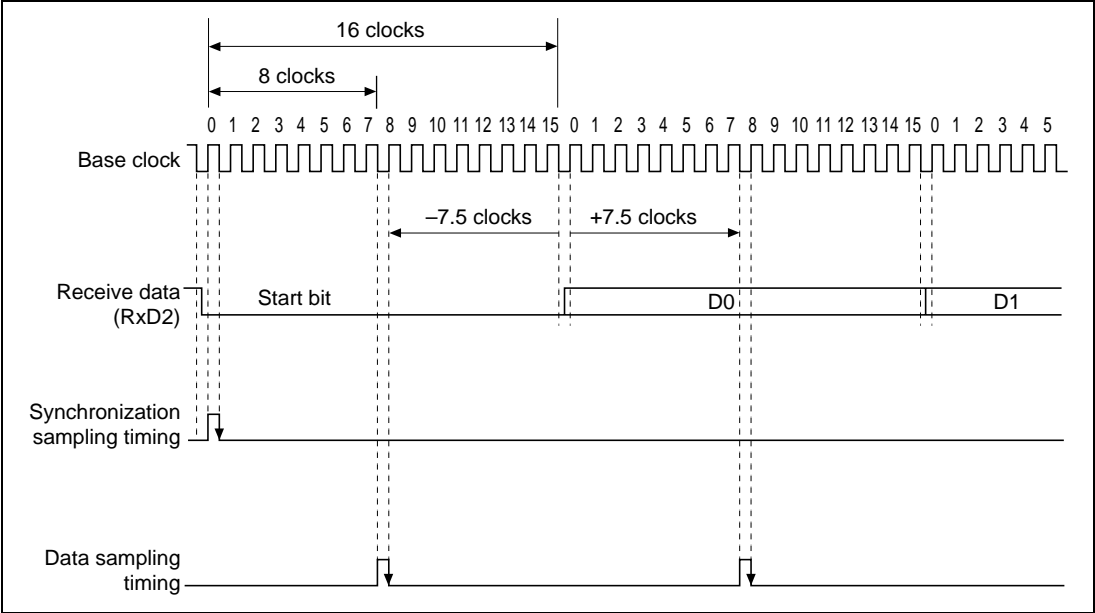 16 clocks
8 clocks
0 1 2 3 4 5 6 7 8 9 10 11 12 13 14 15 0 1 2 3 4 5 6 7 8 9 10 11 12 13 14 15 0 1 2 3 4 5
Base clock
–7.5 clocks +7.5 clocks
Receive data
(RxD2)
Start bit D0 D1
Synchronization
sampling timing
Data sampling
timing